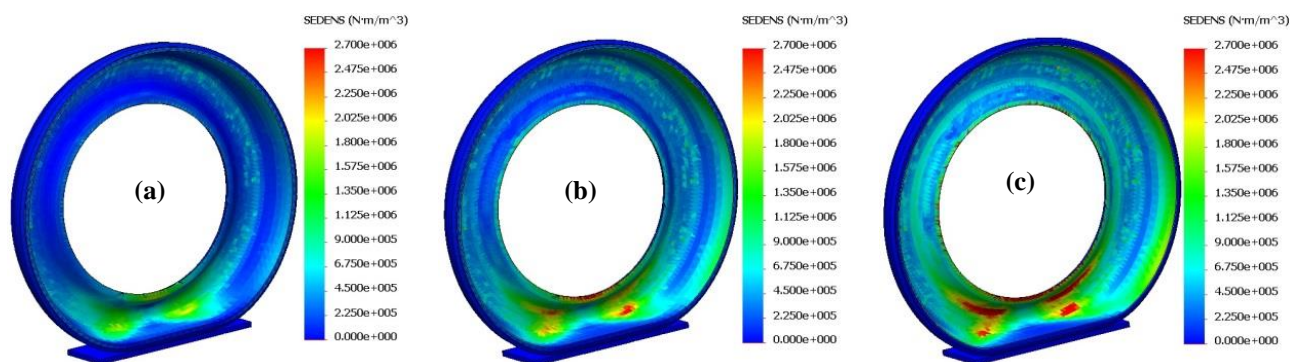 SEDENS (N·m/m^3)
2.700e+006
2.475e+006
2.250e+006
2.025e+006
1.800e+006
1.575e+006
1.350e+006
1.125e+006
9.000e+005
6.750e+005
4.500e+005
2.250e+005
0.000e+000
(a)
SEDENS (N·m/m^3)
2.700e+006
2.475e+006
2.250e+006
2.025e+006
1.800e+006
1.575e+006
1.350e+006
1.125e+006
9.000e+005
6.750e+005
4.500e+005
2.250e+005
0.000e+000
(b)
SEDENS (N·m/m^3)
2.700e+006
2.475e+006
2.250e+006
2.025e+006
1.800e+006
1.575e+006
1.350e+006
1.125e+006
9.000e+005
6.750e+005
4.500e+005
2.250e+005
0.000e+000
(c)